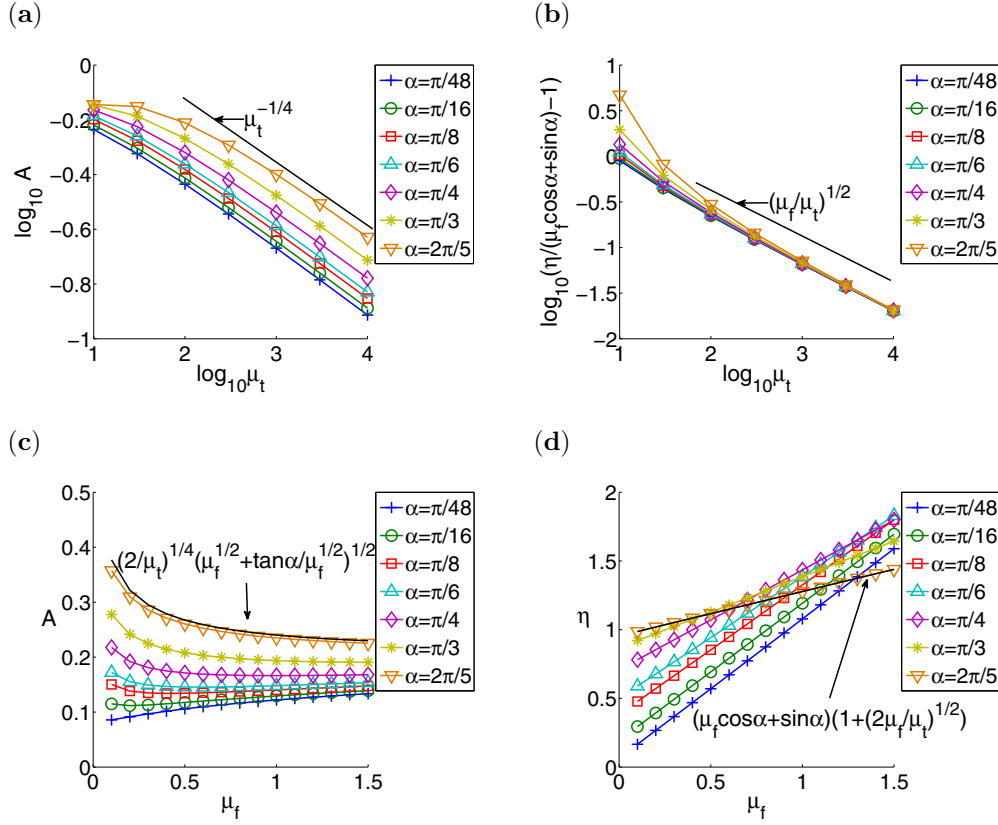 (a)
0
−0.2
−0.4
−0.6
−0.8
−1
1
2
3
4
log10 A
log10μt
μt^−1/4
α=π/48
α=π/16
α=π/8
α=π/6
α=π/4
α=π/3
α=2π/5
(b)
1
0.5
0
−0.5
−1
−1.5
−2
1
2
3
4
log10(η/(μfcosα+sinα)−1)
log10μt
(μf/μt)^1/2
α=π/48
α=π/16
α=π/8
α=π/6
α=π/4
α=π/3
α=2π/5
(c)
0.5
0.4
0.3
0.2
0.1
0
0
0.5
1
1.5
A
μf
(2/μt)^1/4(μf^1/2+tanα/μf^1/2)^1/2
α=π/48
α=π/16
α=π/8
α=π/6
α=π/4
α=π/3
α=2π/5
(d)
2
1.5
1
0.5
0
0
0.5
1
1.5
η
μf
(μfcosα+sinα)(1+(2μf/μt)^1/2)
α=π/48
α=π/16
α=π/8
α=π/6
α=π/4
α=π/3
α=2π/5